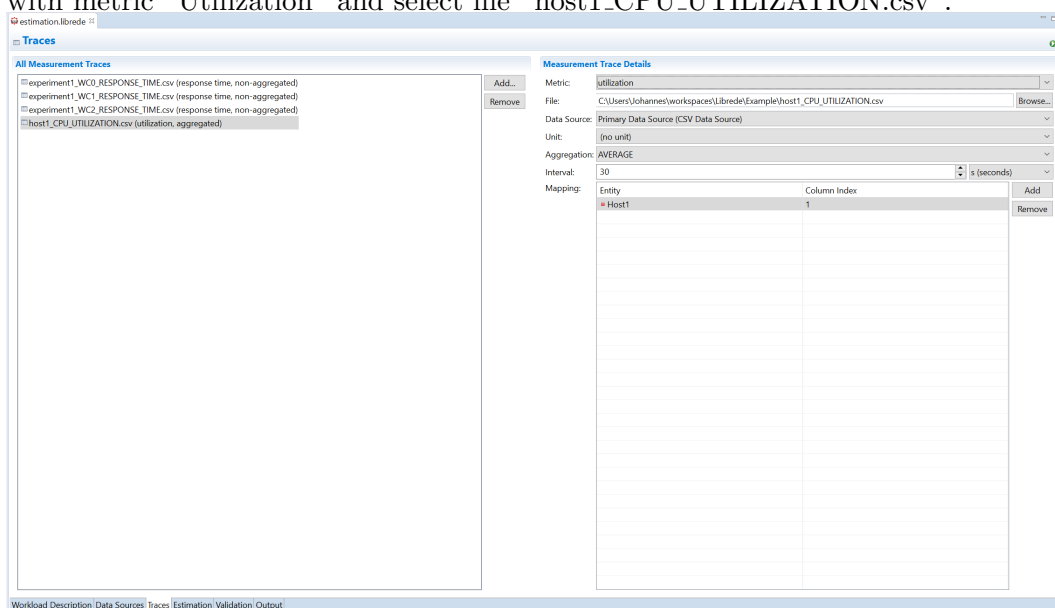 with metric "Utilization" and select file "host1_CPU_UTILIZATION.csv".
estimation.librede
Traces
All Measurement Traces
experiment1_WC0_RESPONSE_TIME.csv (response time, non-aggregated)
experiment1_WC1_RESPONSE_TIME.csv (response time, non-aggregated)
experiment1_WC2_RESPONSE_TIME.csv (response time, non-aggregated)
host1_CPU_UTILIZATION.csv (utilization, aggregated)
Add...
Remove
Measurement Trace Details
Metric: utilization
File: C:\Users\Johannes\workspaces\Librede\Example\host1_CPU_UTILIZATION.csv Browse...
Data Source: Primary Data Source (CSV Data Source)
Unit: (no unit)
Aggregation: AVERAGE
Interval: 30 s (seconds)
Mapping: Entity Column Index Add
Host1 1 Remove
Workload Description Data Sources Traces Estimation Validation Output